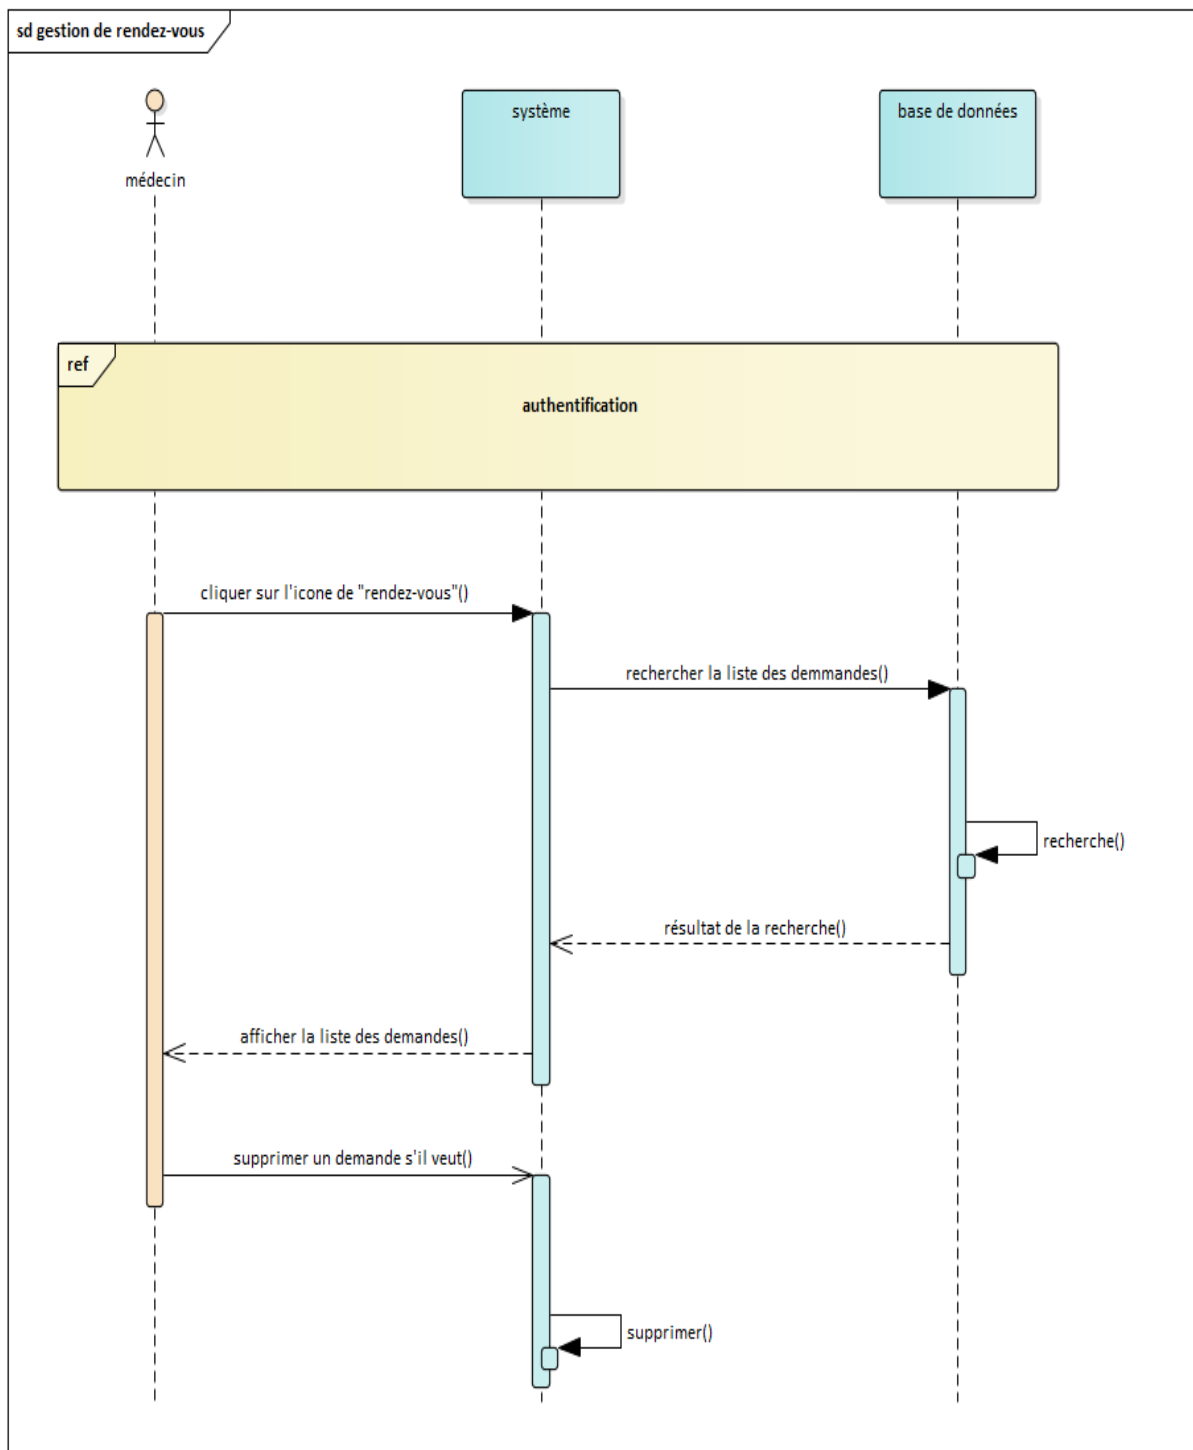 sd gestion de rendez-vous
médecin
système
base de données
ref
authentification
cliquer sur l'icone de "rendez-vous"()
rechercher la liste des demmandes()
recherche()
résultat de la recherche()
afficher la liste des demandes()
supprimer un demande s'il veut()
supprimer()